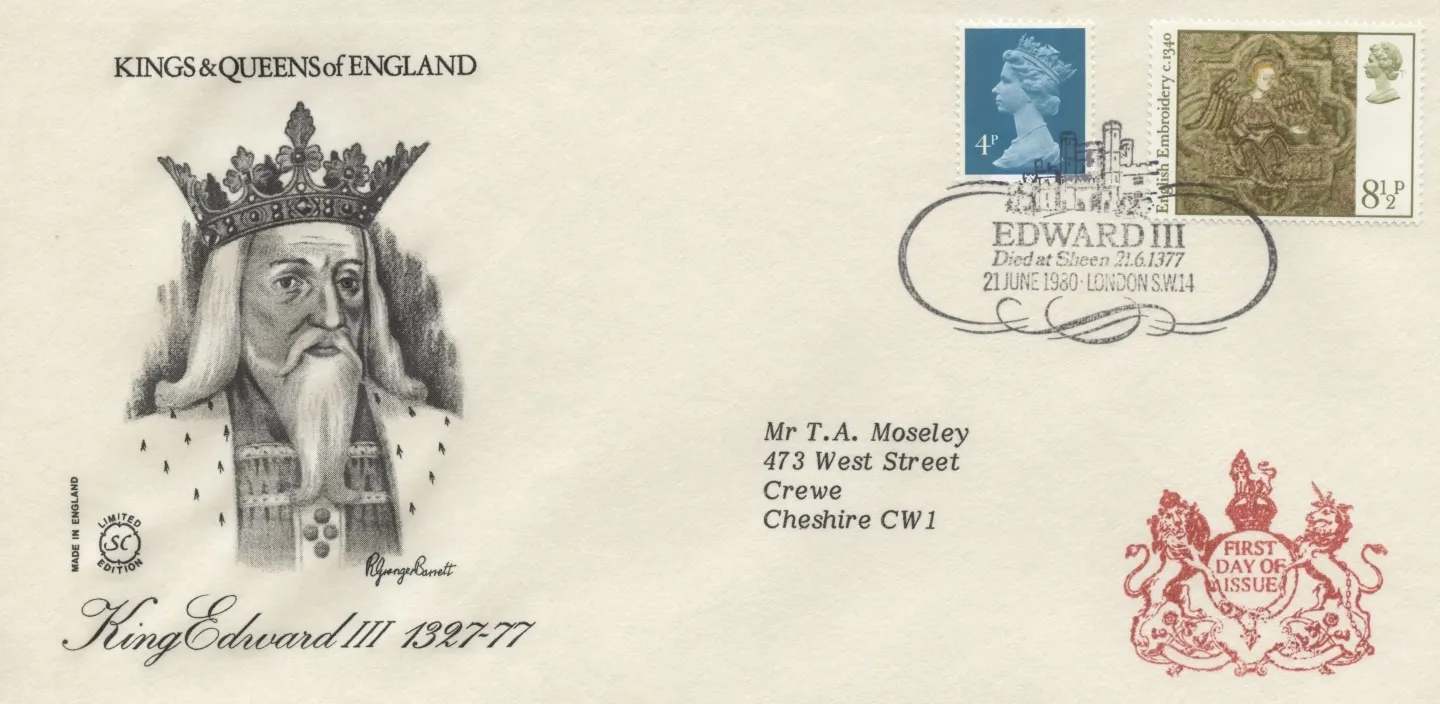 KINGS & QUEENS of ENGLAND
4P
English Embroidery c.1340
8½P
EDWARD III
Died at Sheen 21.6.1377
21 JUNE 1980 · LONDON S.W.14
Mr T.A. Moseley
473 West Street
Crewe
Cheshire CW1
MADE IN ENGLAND
LIMITED
SC
EDITION
R Granger Barrett
King Edward III 1327-77
FIRST
DAY OF
ISSUE